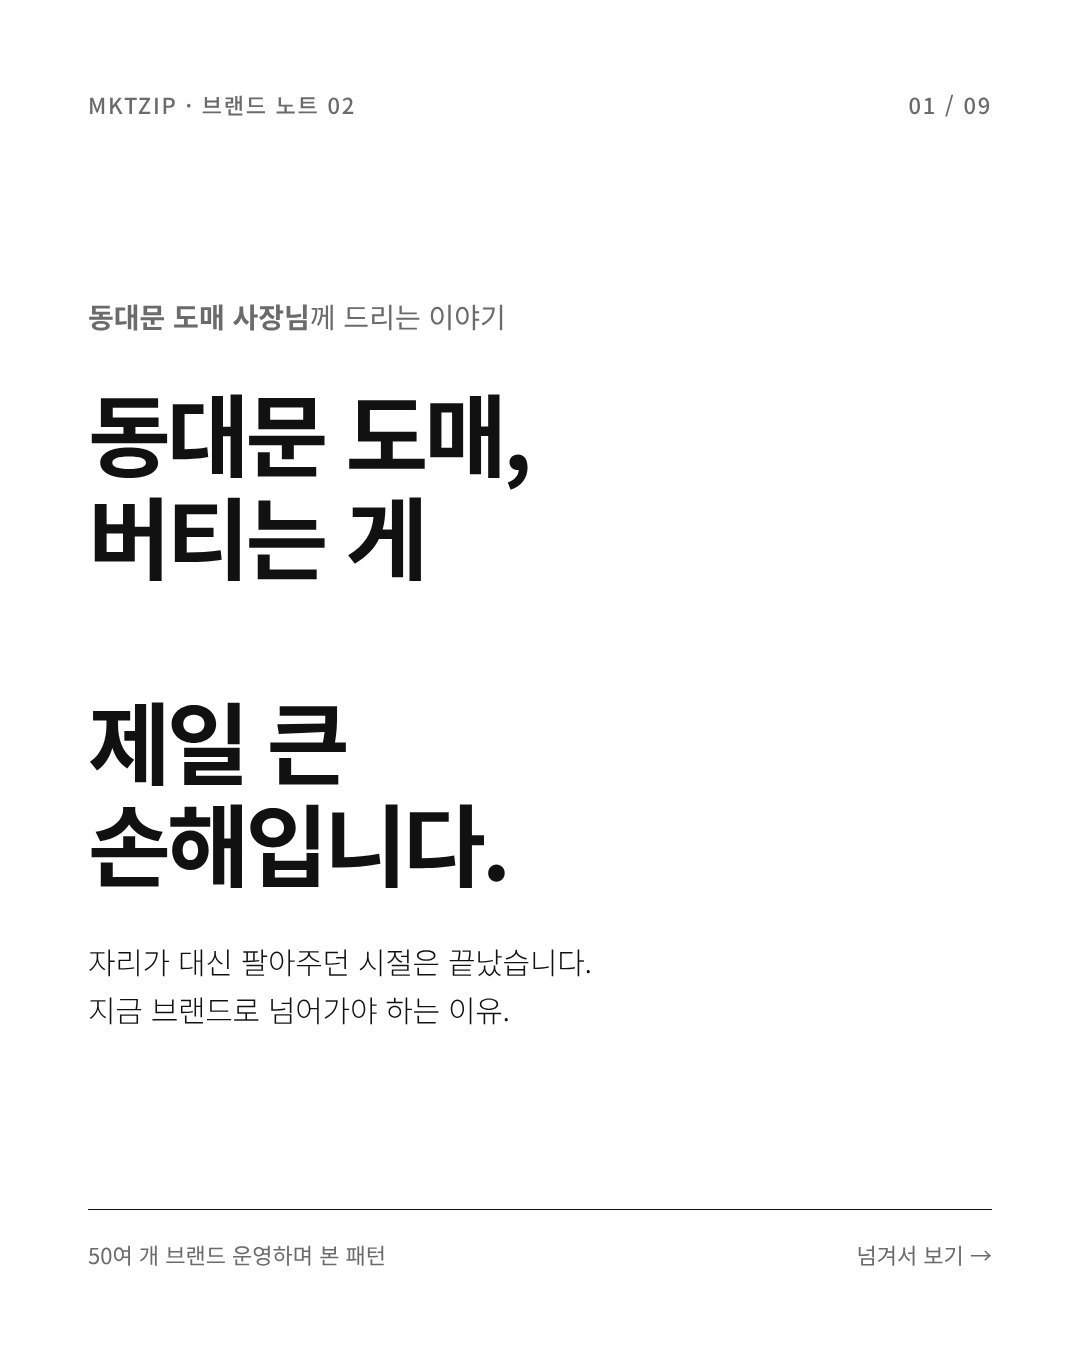 MKTZIP · 브랜드 노트 02
01 / 09
동대문 도매 사장님께 드리는 이야기
동대문 도매,
버티는 게
제일 큰
손해입니다.
자리가 대신 팔아주던 시절은 끝났습니다.
지금 브랜드로 넘어가야 하는 이유.
50여 개 브랜드 운영하며 본 패턴
넘겨서 보기 →